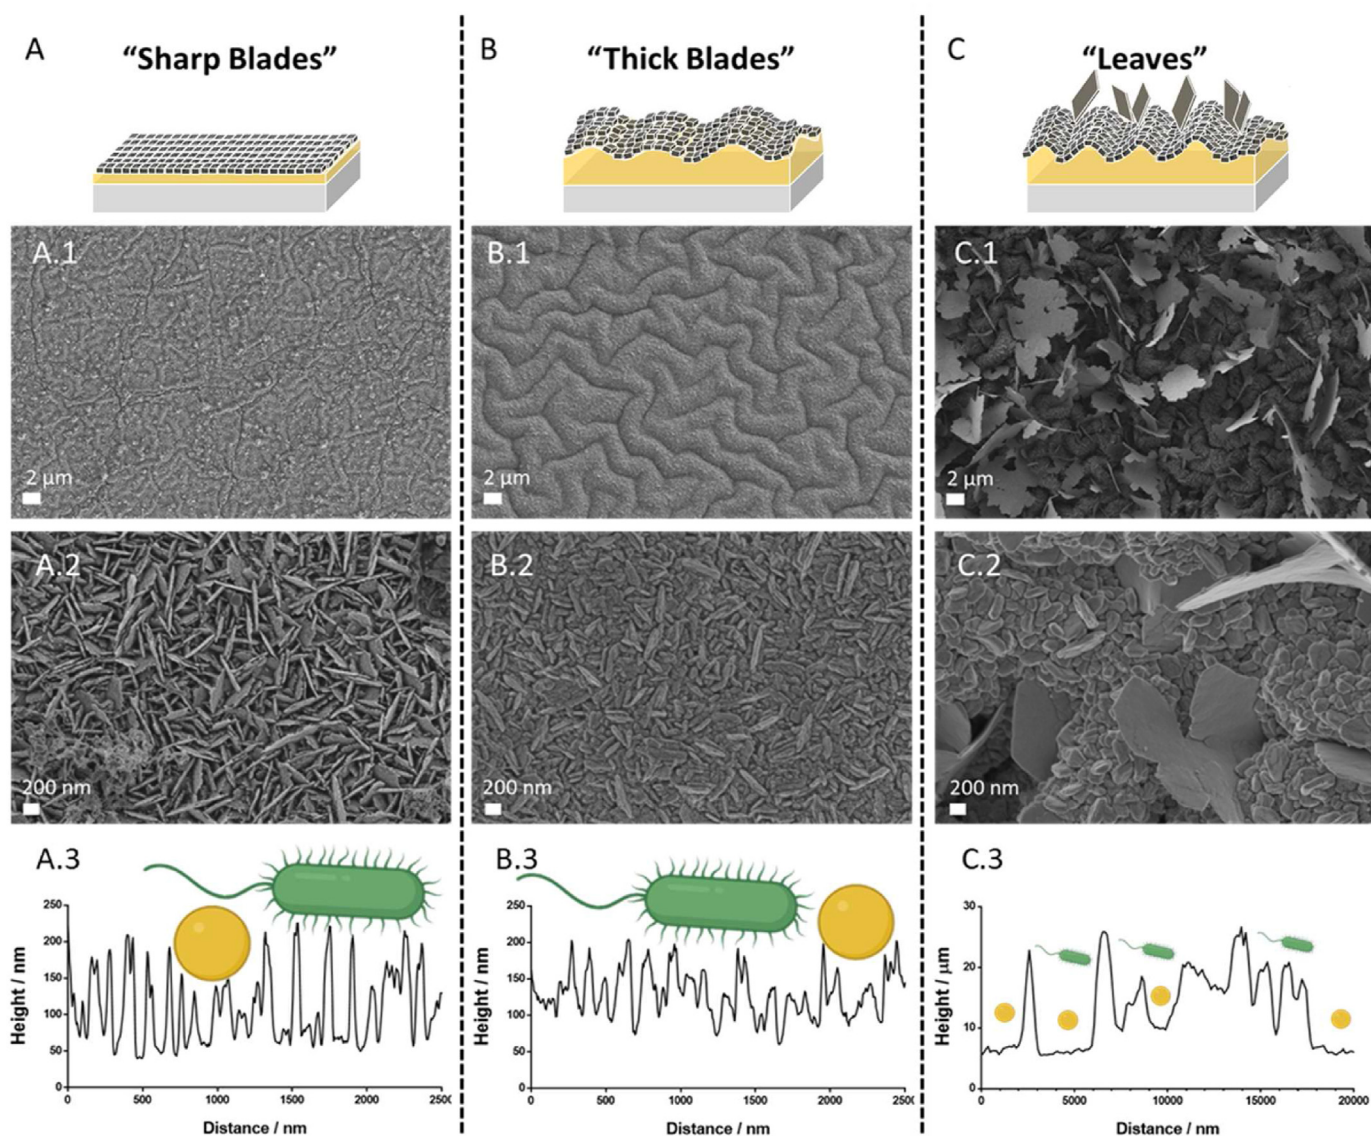 A "Sharp Blades" B "Thick Blades" C "Leaves"
A.1
2 μm
B.1
2 μm
C.1
2 μm
A.2
200 nm
B.2
200 nm
C.2
200 nm
A.3
Height / nm
250
200
150
100
50
0
0 500 1000 1500 2000 2500
Distance / nm
B.3
Height / nm
250
200
150
100
50
0
0 500 1000 1500 2000 2500
Distance / nm
C.3
Height / μm
30
20
10
0
0 5000 10000 15000 20000
Distance / nm